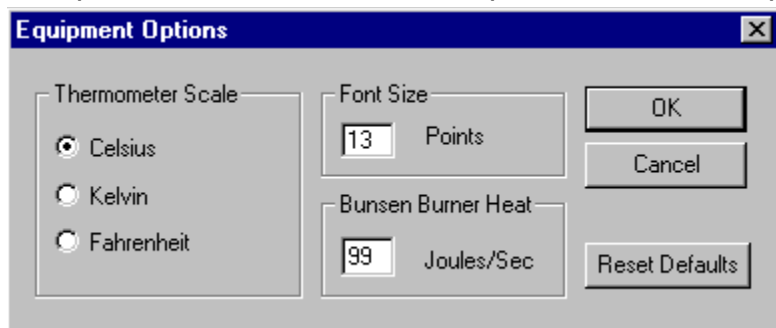 Equipment Options
Thermometer Scale
Celsius
Kelvin
Fahrenheit
Font Size
13 Points
Bunsen Burner Heat
99 Joules/Sec
OK
Cancel
Reset Defaults